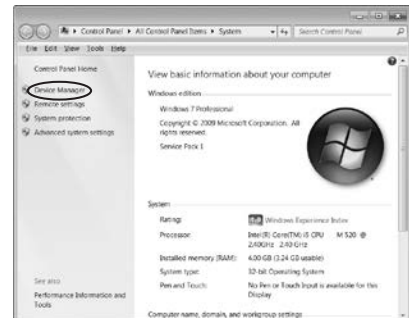 Control Panel ▸ All Control Panel Items ▸ System
Search Control Panel
File Edit View Tools Help
Control Panel Home
Device Manager
Remote settings
System protection
Advanced system settings
See also
Performance Information and
Tools
View basic information about your computer
Windows edition
Windows 7 Professional
Copyright © 2009 Microsoft Corporation. All
rights reserved.
Service Pack 1
System
Rating:
Windows Experience Index
Processor:
Intel(R) Core(TM) i5 CPU M 520 @
2.40GHz 2.40 GHz
Installed memory (RAM):
4.00 GB (3.24 GB usable)
System type:
32-bit Operating System
Pen and Touch:
No Pen or Touch Input is available for this
Display
Computer name, domain, and workgroup settings